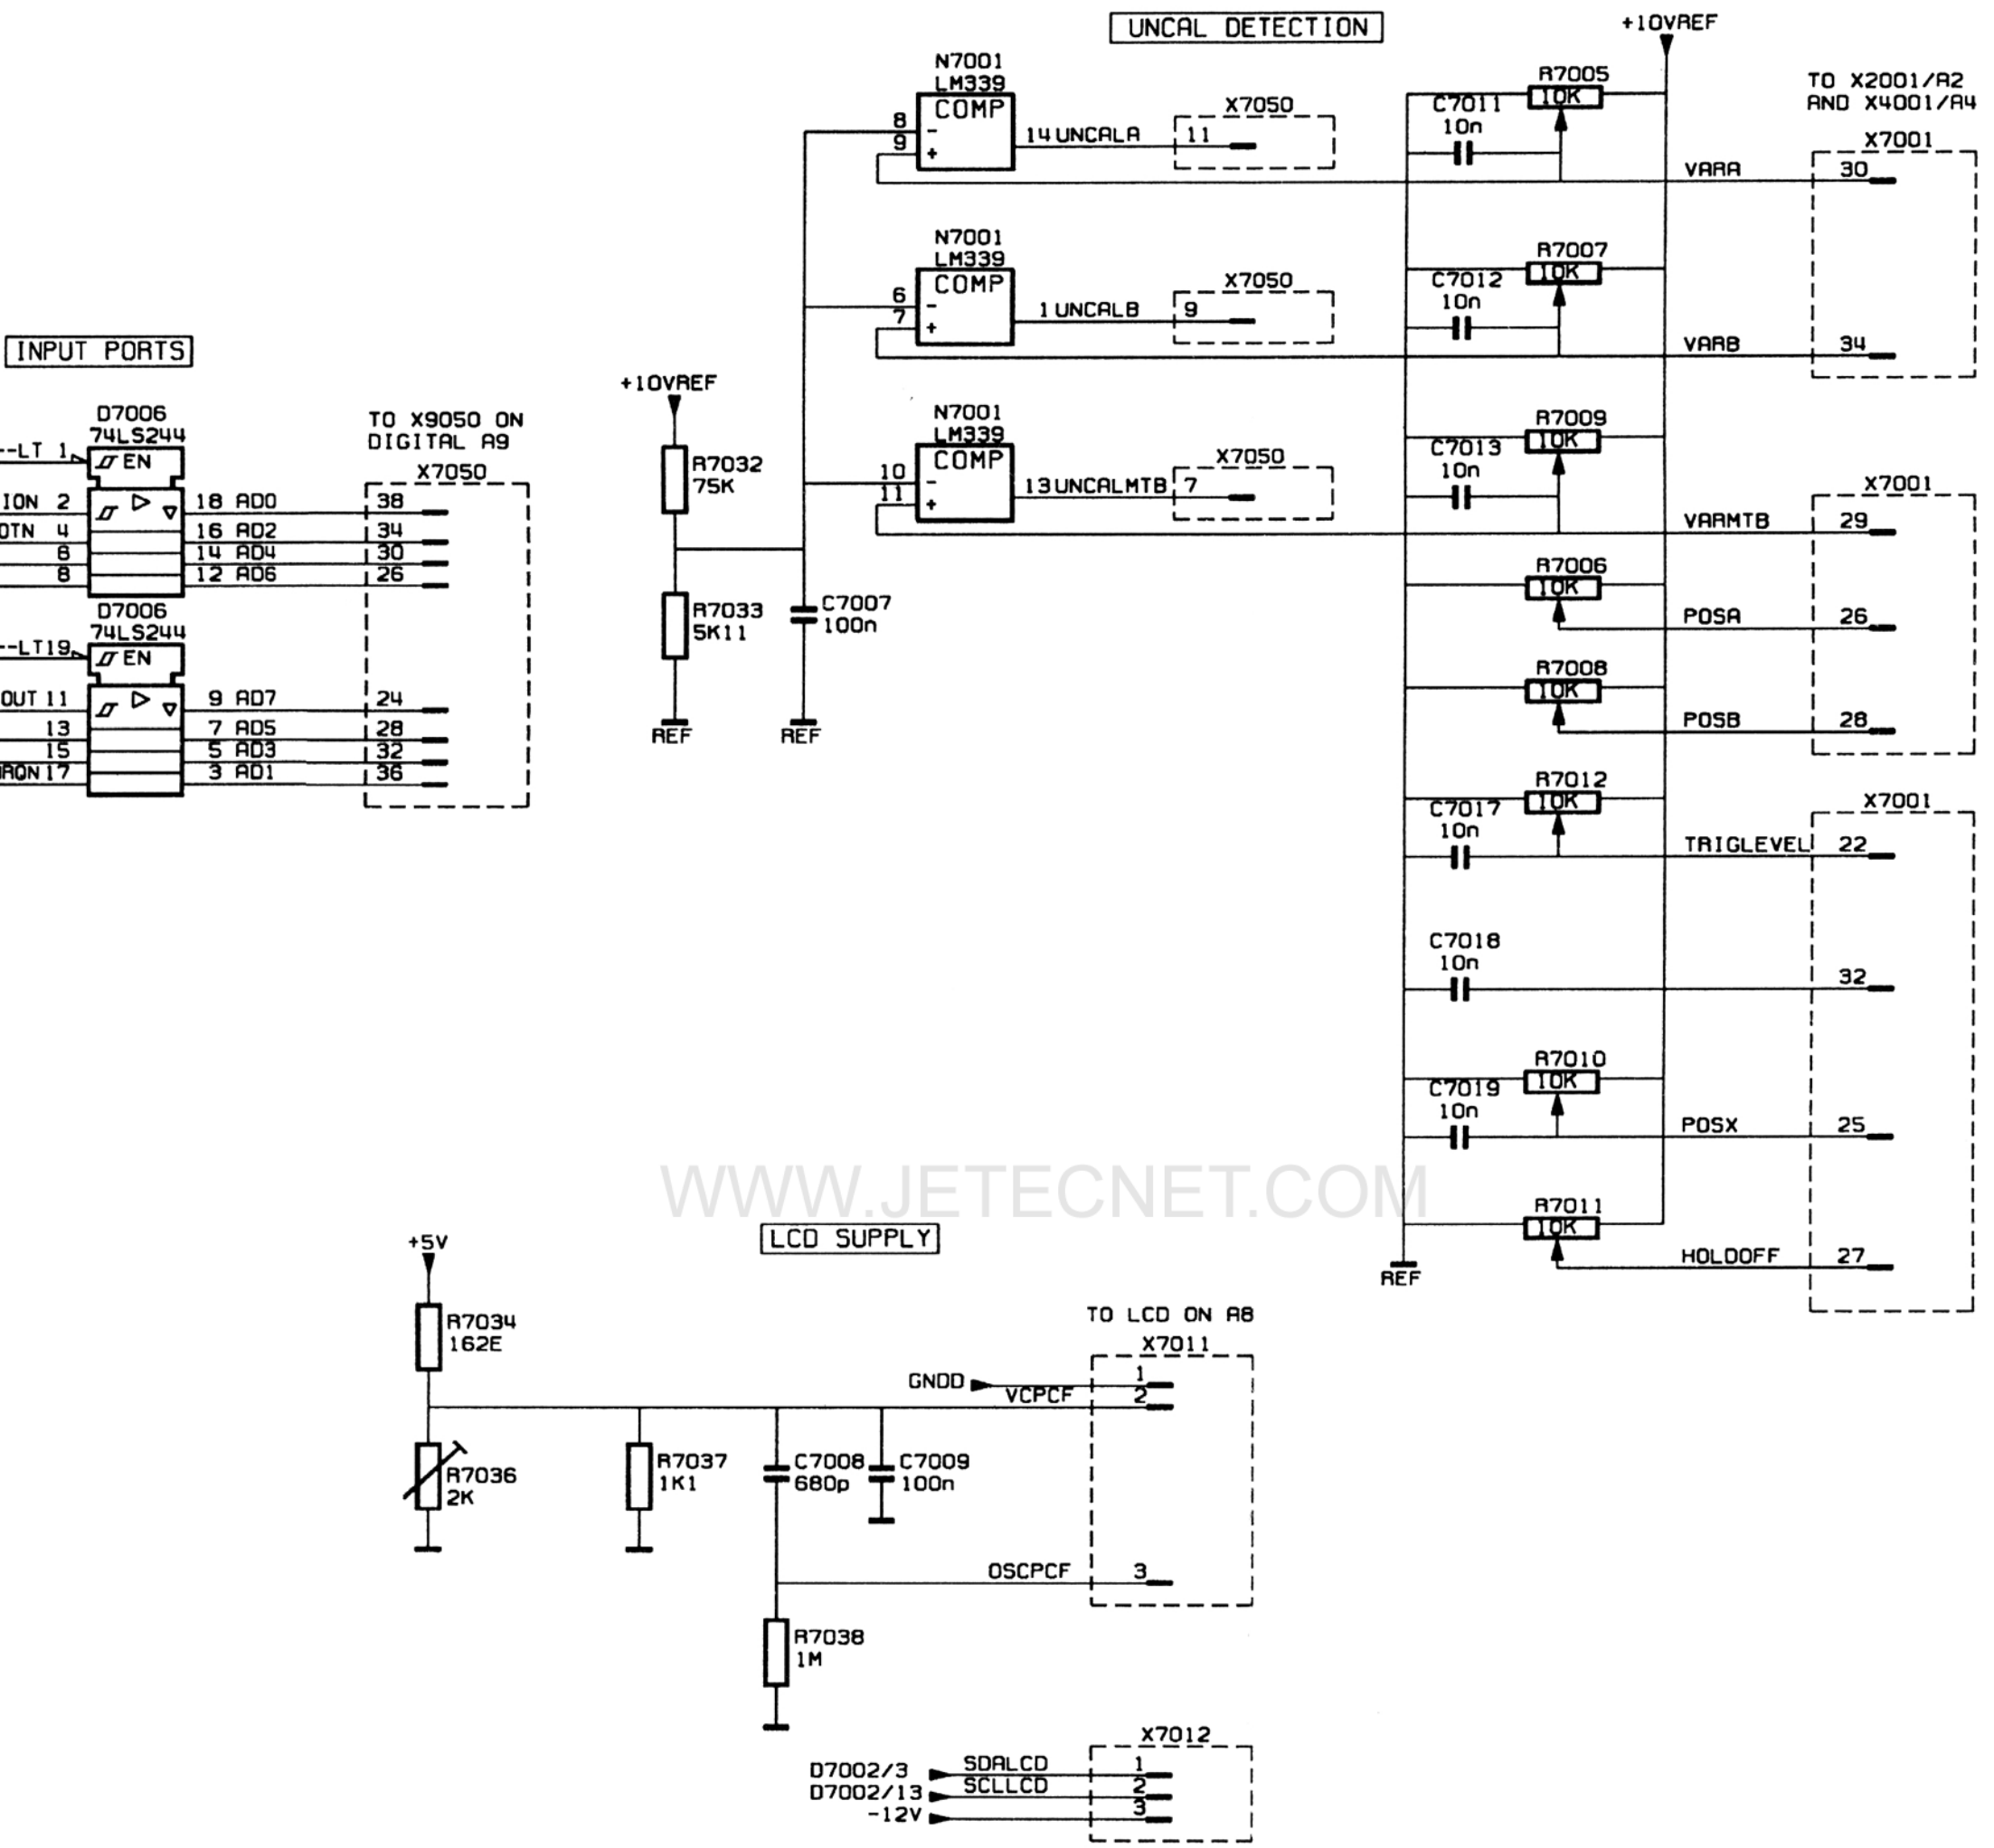 UNCAL DETECTION
+10VREF
N7001
LM339
COMP
8
-
9
+
14 UNCALA
X7050
11
C7011
10n
R7005
10K
TO X2001/A2
AND X4001/A4
X7001
VARA
30
N7001
LM339
COMP
6
-
7
+
1 UNCALB
X7050
9
C7012
10n
R7007
10K
VARB
34
INPUT PORTS
D7006
74LS244
--LT 1
EN
ION 2
OTN 4
6
8
18 AD0
16 AD2
14 AD4
12 AD6
TO X9050 ON
DIGITAL A9
X7050
38
34
30
26
D7006
74LS244
--LT19
EN
OUT 11
13
15
17
9 AD7
7 AD5
5 AD3
3 AD1
24
28
32
36
+10VREF
R7032
75K
R7033
5K11
REF
C7007
100n
REF
N7001
LM339
COMP
10
-
11
+
13UNCALMTB
X7050
7
C7013
10n
R7009
10K
X7001
VARMTB
29
R7006
10K
POSA
26
R7008
10K
POSB
28
R7012
10K
C7017
10n
X7001
TRIGLEVEL
22
C7018
10n
32
R7010
10K
C7019
10n
POSX
25
WWW.JETECNET.COM
R7011
10K
HOLDOFF
27
REF
LCD SUPPLY
+5V
R7034
162E
R7036
2K
R7037
1K1
C7008
680p
C7009
100n
TO LCD ON A8
X7011
GNDD
1
VCPCF
2
OSCPCF
3
R7038
1M
X7012
D7002/3
SDALCD
1
D7002/13
SCLLCD
2
-12V
3